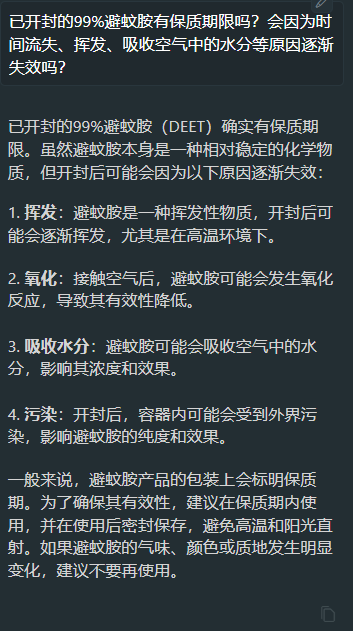 已开封的99%避蚊胺有保质期限吗？会因为时
间流失、挥发、吸收空气中的水分等原因逐渐
失效吗？
已开封的99%避蚊胺（DEET）确实有保质期
限。虽然避蚊胺本身是一种相对稳定的化学物
质，但开封后可能会因为以下原因逐渐失效：
1. 挥发：避蚊胺是一种挥发性物质，开封后可
能会逐渐挥发，尤其是在高温环境下。
2. 氧化：接触空气后，避蚊胺可能会发生氧化
反应，导致其有效性降低。
3. 吸收水分：避蚊胺可能会吸收空气中的水
分，影响其浓度和效果。
4. 污染：开封后，容器内可能会受到外界污
染，影响避蚊胺的纯度和效果。
一般来说，避蚊胺产品的包装上会标明保质
期。为了确保其有效性，建议在保质期内使
用，并在使用后密封保存，避免高温和阳光直
射。如果避蚊胺的气味、颜色或质地发生明显
变化，建议不要再使用。